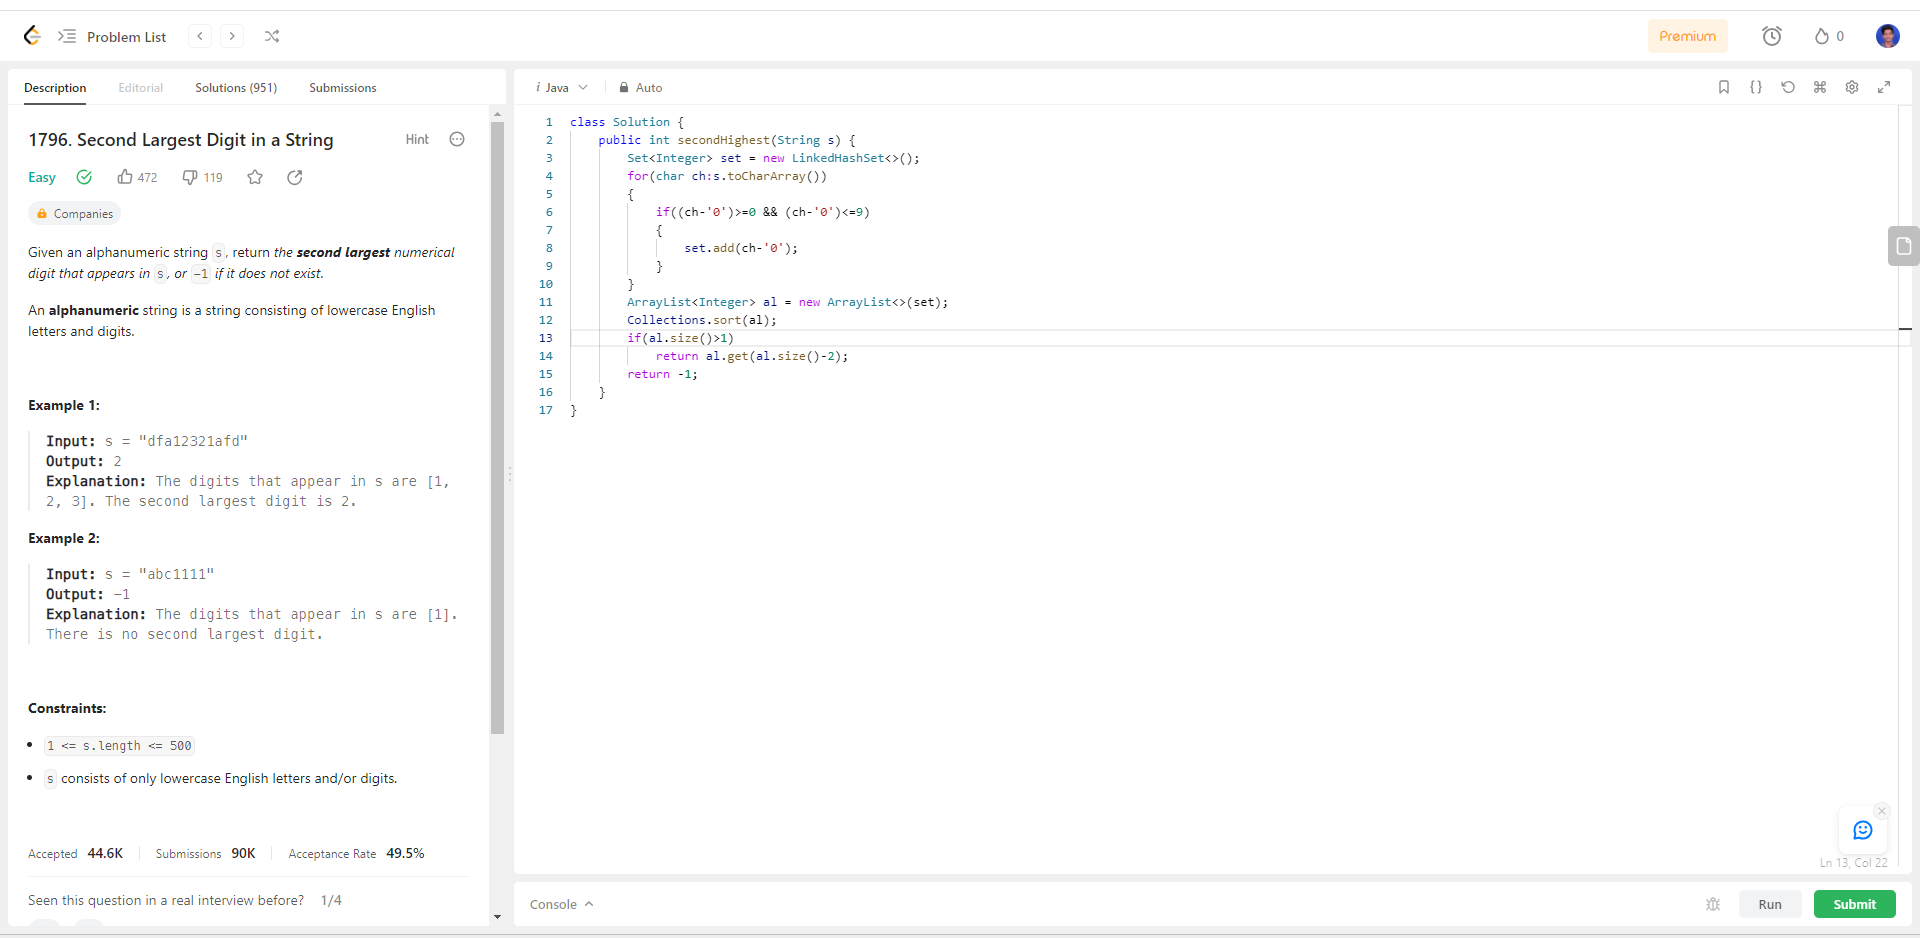 Problem List
Premium
0
Description Editorial Solutions (951) Submissions
1796. Second Largest Digit in a String
Hint
Easy 472 119
Companies
Given an alphanumeric string s, return the second largest numerical
digit that appears in s, or -1 if it does not exist.
An alphanumeric string is a string consisting of lowercase English
letters and digits.
Example 1:
Input: s = "dfa12321afd"
Output: 2
Explanation: The digits that appear in s are [1,
2, 3]. The second largest digit is 2.
Example 2:
Input: s = "abc1111"
Output: -1
Explanation: The digits that appear in s are [1].
There is no second largest digit.
Constraints:
1 <= s.length <= 500
s consists of only lowercase English letters and/or digits.
Accepted 44.6K Submissions 90K Acceptance Rate 49.5%
Seen this question in a real interview before? 1/4
i Java Auto
1 class Solution {
2 public int secondHighest(String s) {
3 Set<Integer> set = new LinkedHashSet<>();
4 for(char ch:s.toCharArray())
5 {
6 if((ch-'0')>=0 && (ch-'0')<=9)
7 {
8 set.add(ch-'0');
9 }
10 }
11 ArrayList<Integer> al = new ArrayList<>(set);
12 Collections.sort(al);
13 if(al.size()>1)
14 return al.get(al.size()-2);
15 return -1;
16 }
17 }
Ln 13, Col 22
Console
Run
Submit